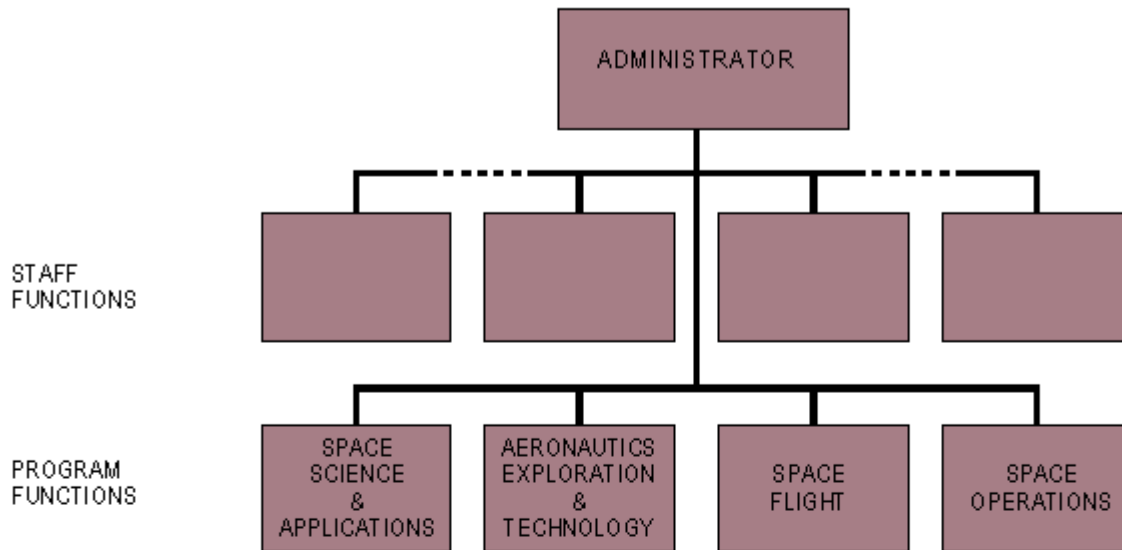 ADMINISTRATOR
STAFF
FUNCTIONS
PROGRAM
FUNCTIONS
SPACE
SCIENCE
&
APPLICATIONS
AERONAUTICS
EXPLORATION
&
TECHNOLOGY
SPACE
FLIGHT
SPACE
OPERATIONS